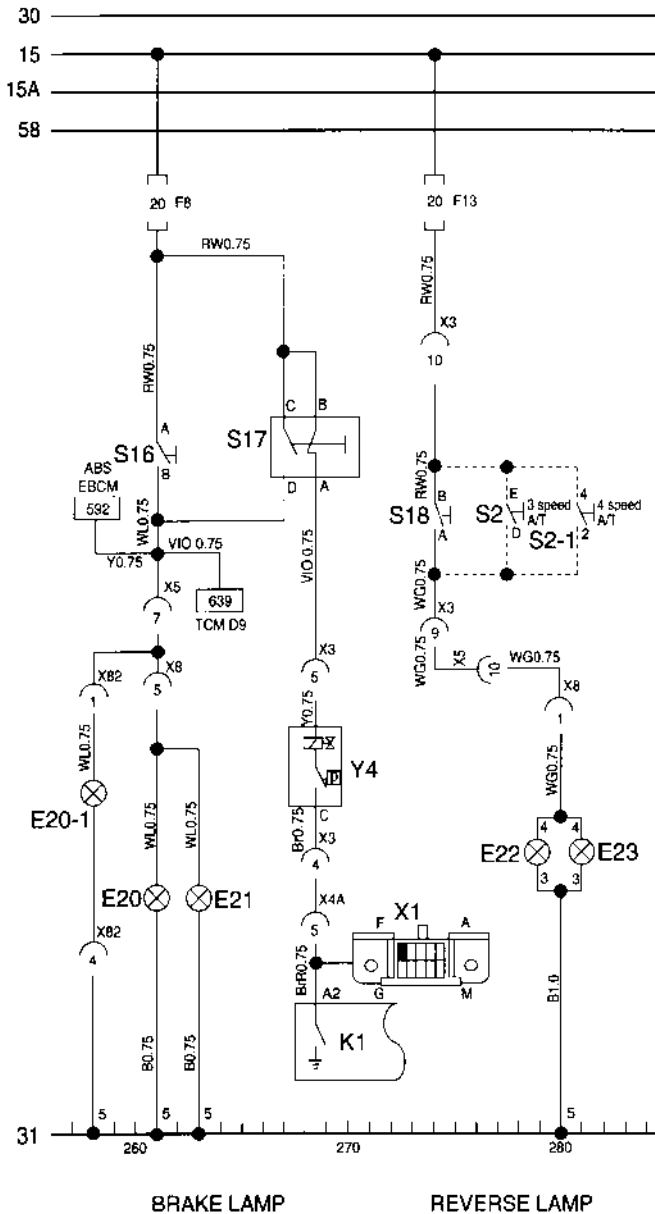 30
15
15A
58
20 F8
20 F13
RW0.75
RW0.75
RW0.75
X3
10
C B
A
S16
B
S17
D A
ABS
EBCM
592
WL0.75
VIO 0.75
Y0.75
X5
7
639
TCM D9
VIO 0.75
RW0.75
B
S18
A
E
S2
D
3 speed
A/T
4
S2-1
2
4 speed
A/T
WG0.75
X3
9
WG0.75
X5
10
WG0.75
X8
1
X82
1
X8
5
X3
5
WL0.75
E20-1
WL0.75
WL0.75
Y0.75
P
Y4
C
Br0.75
X3
4
WG0.75
4 4
E22 E23
3 3
E20 E21
X4A
5
X82
4
X1
F A
G M
BrR0.75
A2
K1
B0.75
B0.75
B1.0
5 5 5 5
31
260 270 280
BRAKE LAMP REVERSE LAMP